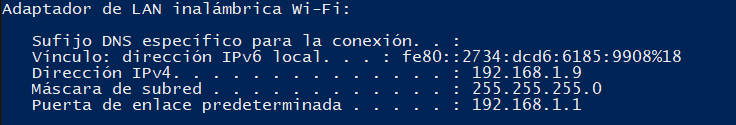 Adaptador de LAN inalámbrica Wi-Fi:
Sufijo DNS específico para la conexión. . :
Vínculo: dirección IPv6 local. . . : fe80::2734:dcd6:6185:9908%18
Dirección IPv4. . . . . . . . . . . . . . : 192.168.1.9
Máscara de subred . . . . . . . . . . . . : 255.255.255.0
Puerta de enlace predeterminada . . . . . : 192.168.1.1